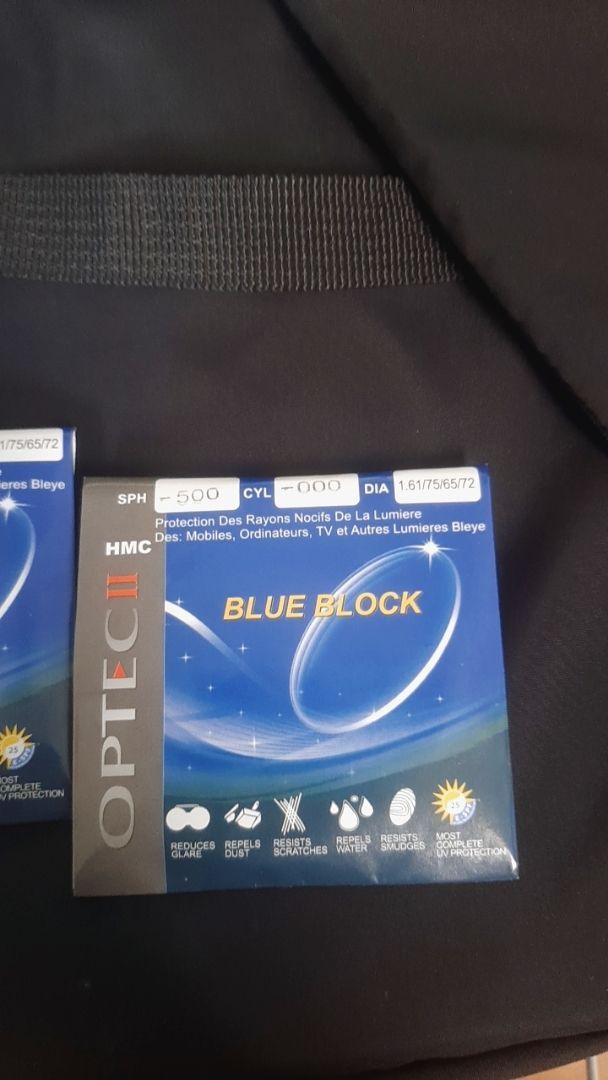 1/75/65/72
ieres Bleye
25
MOST
COMPLETE
UV PROTECTION
SPH -500 CYL -000 DIA 1.61/75/65/72
Protection Des Rayons Nocifs De La Lumiere
Des: Mobiles, Ordinateurs, TV et Autres Lumieres Bleye
HMC
OPTEC II
BLUE BLOCK
REDUCES
GLARE
REPELS
DUST
RESISTS
SCRATCHES
REPELS
WATER
RESISTS
SMUDGES
25
MOST
COMPLETE
UV PROTECTION